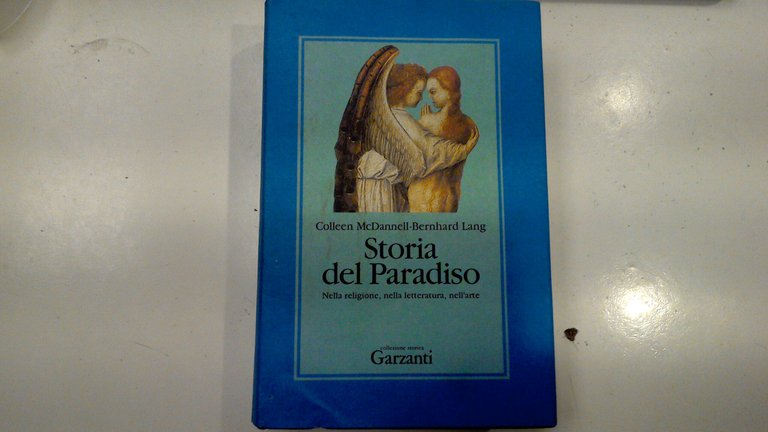 Colleen McDannell-Bernhard Lang
Storia
del Paradiso
Nella religione, nella letteratura, nell'arte
collezione storica
Garzanti